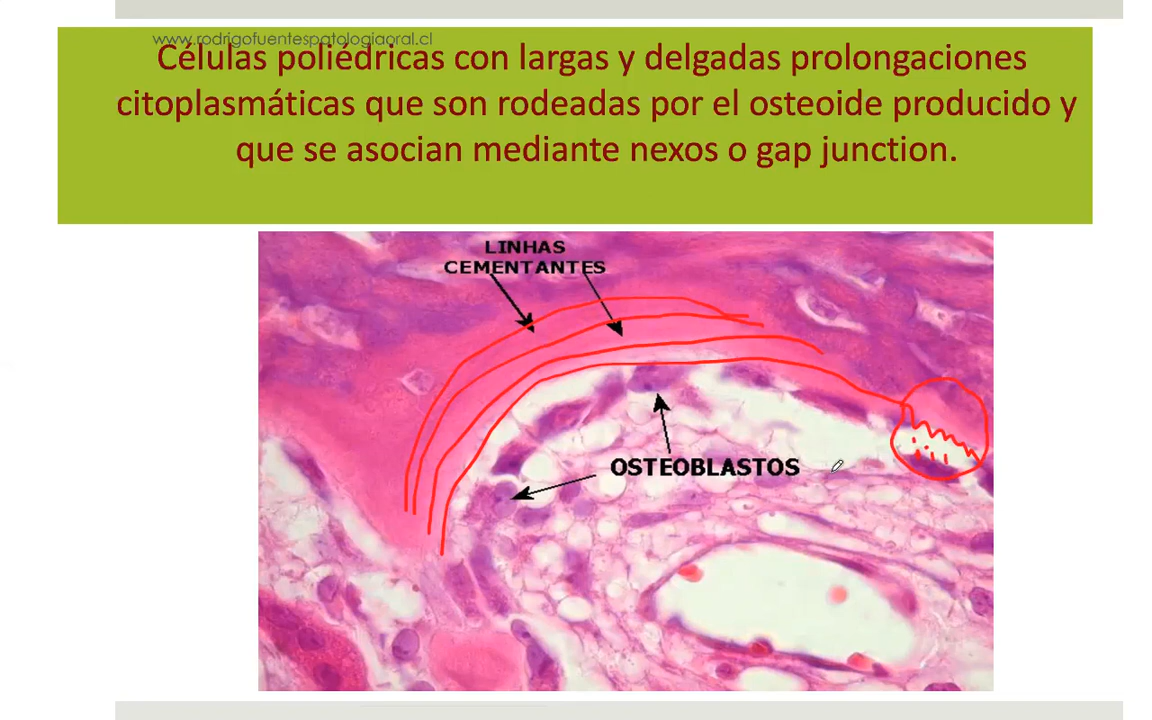 www.rodrigofuentespatologiaoral.cl
Células poliédricas con largas y delgadas prolongaciones
citoplasmáticas que son rodeadas por el osteoide producido y
que se asocian mediante nexos o gap junction.
LINHAS
CEMENTANTES
OSTEOBLASTOS